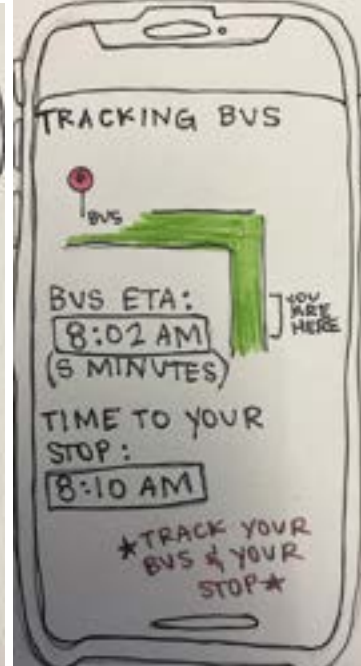 TRACKING BUS
BUS
BUS ETA:
8:02 AM
(5 MINUTES)
YOU
ARE
HERE
TIME TO YOUR
STOP:
8:10 AM
*TRACK YOUR
BUS & YOUR
STOP*